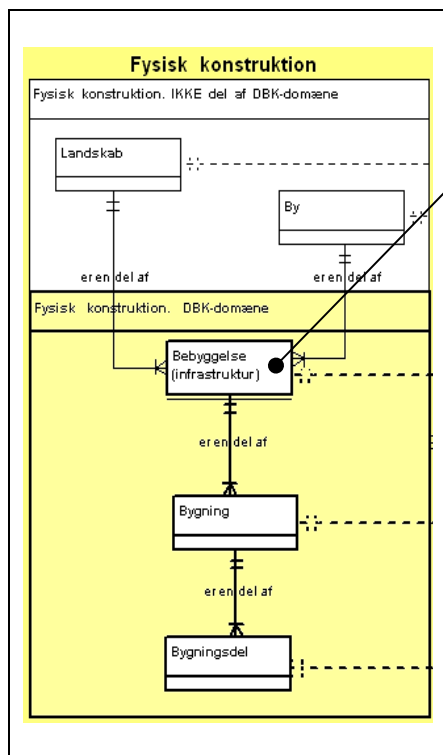 Fysisk konstruktion
Fysisk konstruktion. IKKE del af DBK-domæne
Landskab
By
er en del af
er en del af
Fysisk konstruktion. DBK-domæne
Bebyggelse
(infrastruktur)
er en del af
Bygning
er en del af
Bygningsdel